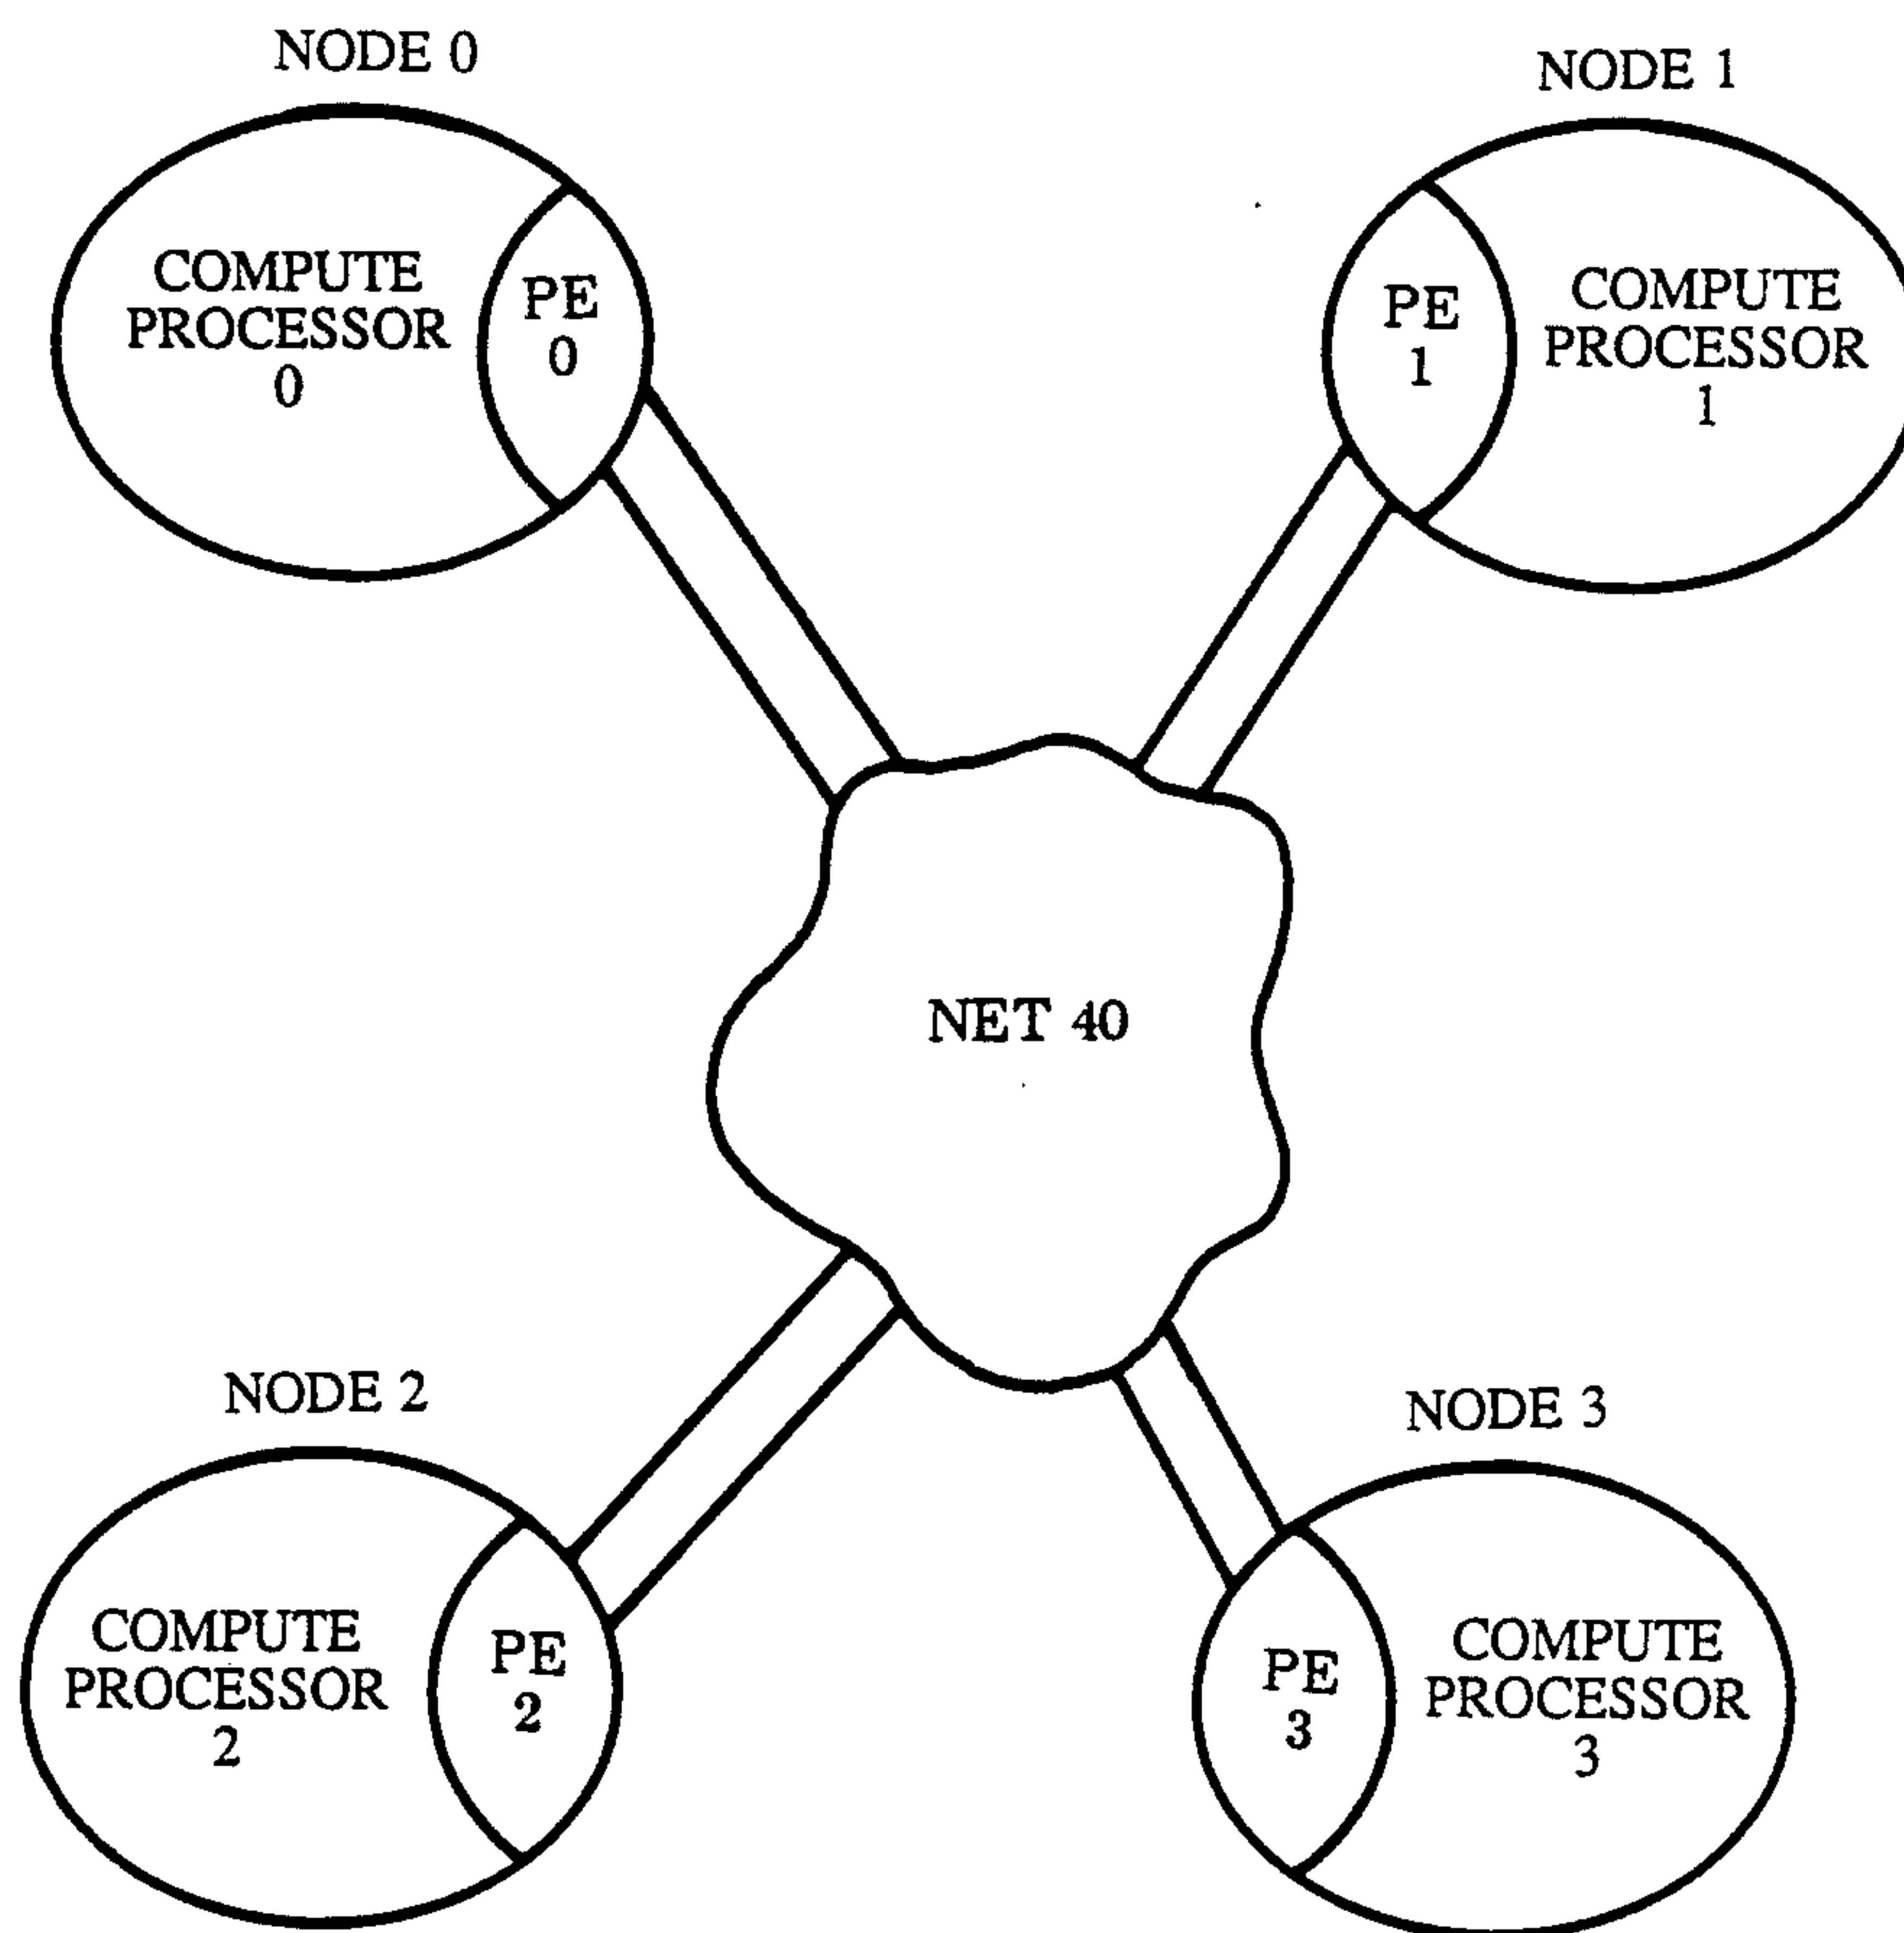 NODE 0
NODE 1
COMPUTE
PROCESSOR
0
PE
0
PE
1
COMPUTE
PROCESSOR
1
NET 40
NODE 2
NODE 3
COMPUTE
PROCESSOR
2
PE
2
PE
3
COMPUTE
PROCESSOR
3